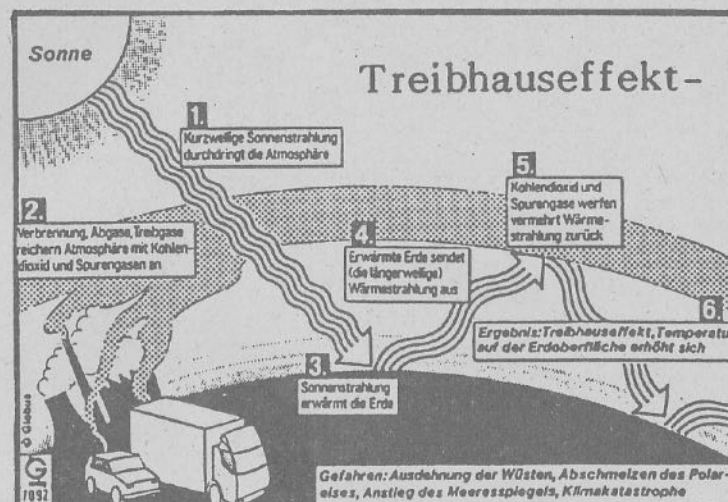 Sonne
Treibhauseffekt-
1.
Kurzwellige Sonnenstrahlung
durchdringt die Atmosphäre
2.
Verbrennung, Abgase, Treibgase
reichern Atmosphäre mit Kohlen-
dioxid und Spurengasen an
3.
Sonnenstrahlung
erwärmt die Erde
4.
Erwärmte Erde sendet
(die längerwellige)
Wärmestrahlung aus
5.
Kohlendioxid und
Spurengase werfen
vermehrt Wärme-
strahlung zurück
6.
Ergebnis: Treibhauseffekt, Temperatu
auf der Erdoberfläche erhöht sich
Gefahren: Ausdehnung der Wüsten, Abschmelzen des Polar-
eises, Anstieg des Meeresspiegels, Klimakatastrophe
© Globus
7092